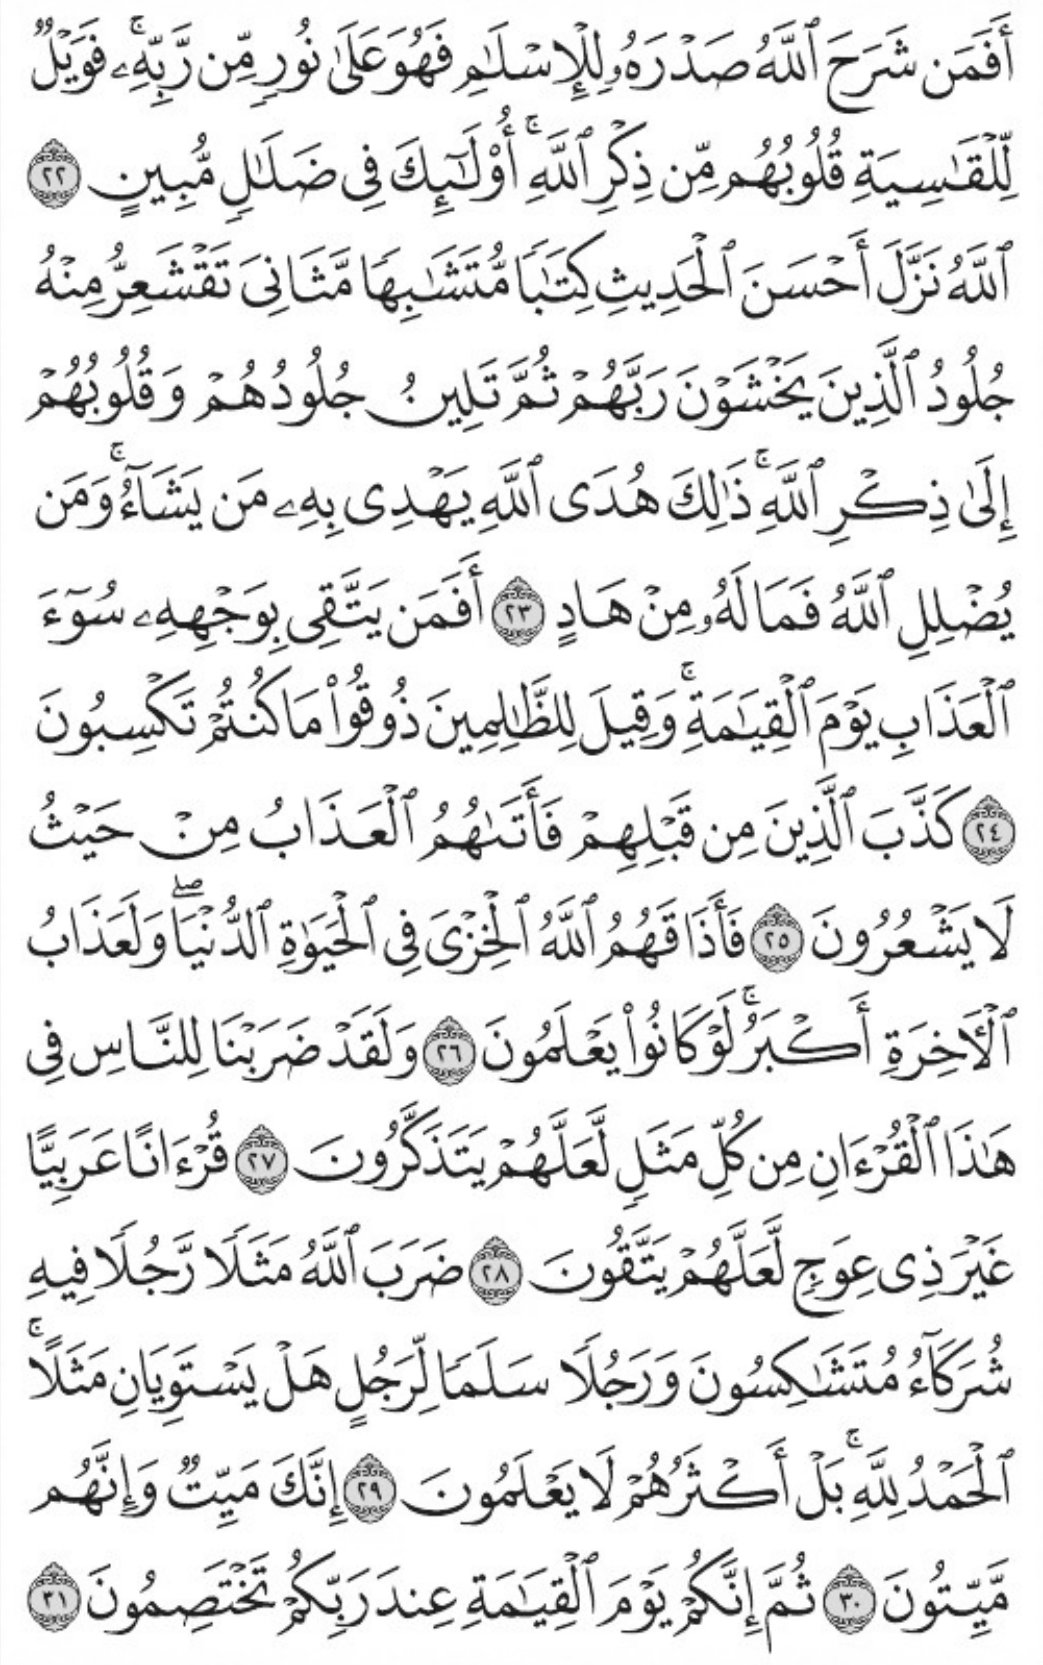 أَفَمَن شَرَحَ ٱللَّهُ صَدْرَهُۥ لِلْإِسْلَٰمِ فَهُوَ عَلَىٰ نُورٍ مِّن رَّبِّهِۦ ۚ فَوَيْلٌ
لِّلْقَٰسِيَةِ قُلُوبُهُم مِّن ذِكْرِ ٱللَّهِ ۚ أُو۟لَٰٓئِكَ فِى ضَلَٰلٍ مُّبِينٍ ٢٢
ٱللَّهُ نَزَّلَ أَحْسَنَ ٱلْحَدِيثِ كِتَٰبًا مُّتَشَٰبِهًا مَّثَانِىَ تَقْشَعِرُّ مِنْهُ
جُلُودُ ٱلَّذِينَ يَخْشَوْنَ رَبَّهُمْ ثُمَّ تَلِينُ جُلُودُهُمْ وَقُلُوبُهُمْ
إِلَىٰ ذِكْرِ ٱللَّهِ ۚ ذَٰلِكَ هُدَى ٱللَّهِ يَهْدِى بِهِۦ مَن يَشَآءُ ۚ وَمَن
يُضْلِلِ ٱللَّهُ فَمَا لَهُۥ مِنْ هَادٍ ٢٣ أَفَمَن يَتَّقِى بِوَجْهِهِۦ سُوٓءَ
ٱلْعَذَابِ يَوْمَ ٱلْقِيَٰمَةِ ۚ وَقِيلَ لِلظَّٰلِمِينَ ذُوقُوا۟ مَا كُنتُمْ تَكْسِبُونَ
٢٤ كَذَّبَ ٱلَّذِينَ مِن قَبْلِهِمْ فَأَتَىٰهُمُ ٱلْعَذَابُ مِنْ حَيْثُ
لَا يَشْعُرُونَ ٢٥ فَأَذَاقَهُمُ ٱللَّهُ ٱلْخِزْىَ فِى ٱلْحَيَوٰةِ ٱلدُّنْيَا ۖ وَلَعَذَابُ
ٱلْءَاخِرَةِ أَكْبَرُ ۚ لَوْ كَانُوا۟ يَعْلَمُونَ ٢٦ وَلَقَدْ ضَرَبْنَا لِلنَّاسِ فِى
هَٰذَا ٱلْقُرْءَانِ مِن كُلِّ مَثَلٍ لَّعَلَّهُمْ يَتَذَكَّرُونَ ٢٧ قُرْءَانًا عَرَبِيًّا
غَيْرَ ذِى عِوَجٍ لَّعَلَّهُمْ يَتَّقُونَ ٢٨ ضَرَبَ ٱللَّهُ مَثَلًا رَّجُلًا فِيهِ
شُرَكَآءُ مُتَشَٰكِسُونَ وَرَجُلًا سَلَمًا لِّرَجُلٍ هَلْ يَسْتَوِيَانِ مَثَلًا ۚ
ٱلْحَمْدُ لِلَّهِ ۚ بَلْ أَكْثَرُهُمْ لَا يَعْلَمُونَ ٢٩ إِنَّكَ مَيِّتٌ وَإِنَّهُم
مَّيِّتُونَ ٣٠ ثُمَّ إِنَّكُمْ يَوْمَ ٱلْقِيَٰمَةِ عِندَ رَبِّكُمْ تَخْتَصِمُونَ ٣١